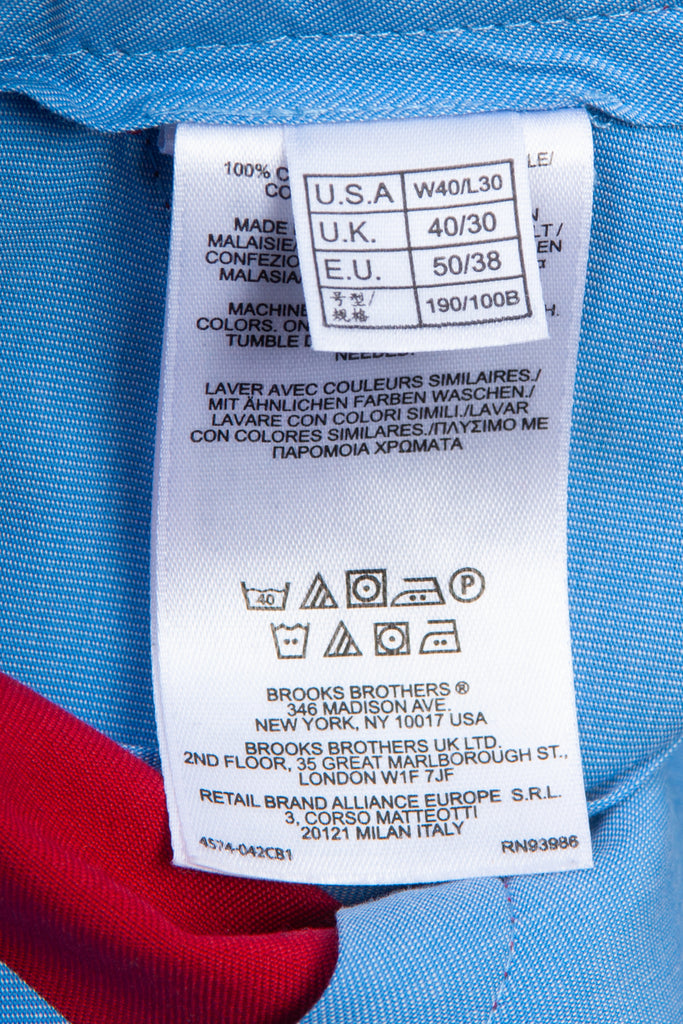 100% C
CO
LE/
MADE
N
MALAISIE/
LT/
CONFEZIO
EN
MALASIA/
α
U.S.A W40/L30
U.K. 40/30
E.U. 50/38
号型/
规格 190/100B
MACHINE
H.
COLORS. ON
TUMBLE D
NEEDED.
LAVER AVEC COULEURS SIMILAIRES./
MIT ÄHNLICHEN FARBEN WASCHEN./
LAVARE CON COLORI SIMILI./LAVAR
CON COLORES SIMILARES./ΠΛΥΣΙΜΟ ΜΕ
ΠΑΡΟΜΟΙΑ ΧΡΩΜΑΤΑ
40 P
BROOKS BROTHERS ®
346 MADISON AVE.
NEW YORK, NY 10017 USA
BROOKS BROTHERS UK LTD.
2ND FLOOR, 35 GREAT MARLBOROUGH ST.,
LONDON W1F 7JF
RETAIL BRAND ALLIANCE EUROPE S.R.L.
3, CORSO MATTEOTTI
20121 MILAN ITALY
4574-042CB1 RN93986